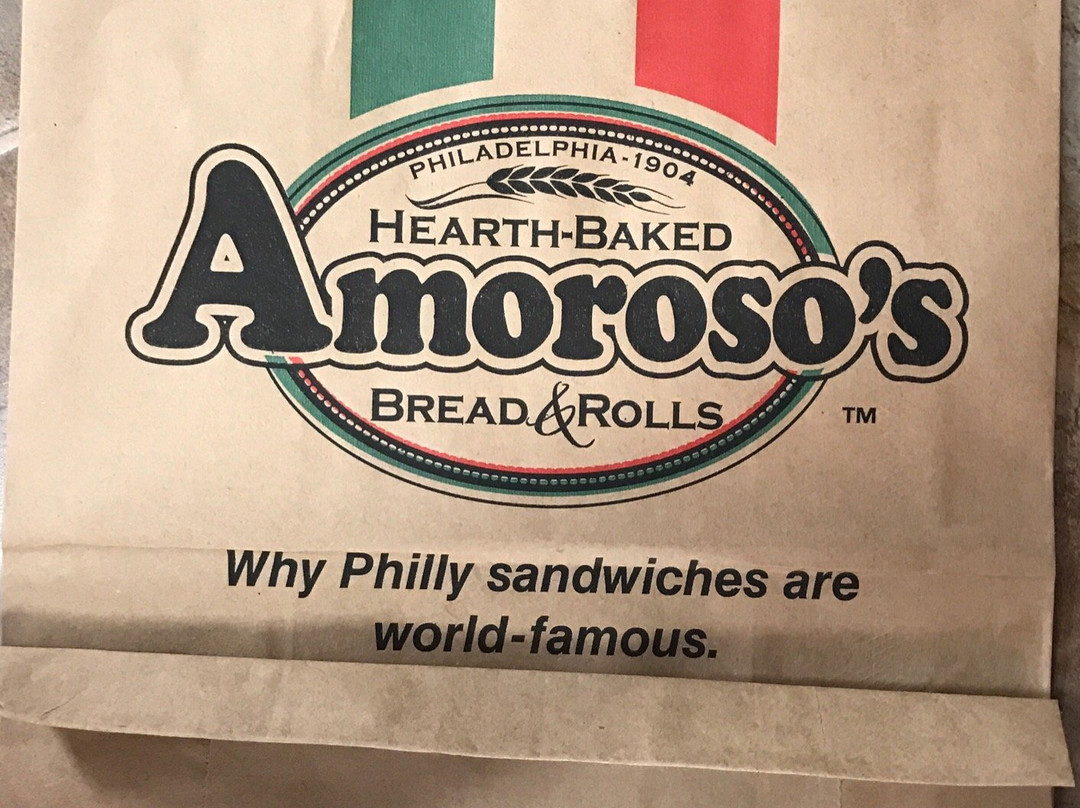 PHILADELPHIA-1904
HEARTH-BAKED
Amoroso's
BREAD & ROLLS
TM
Why Philly sandwiches are
world-famous.